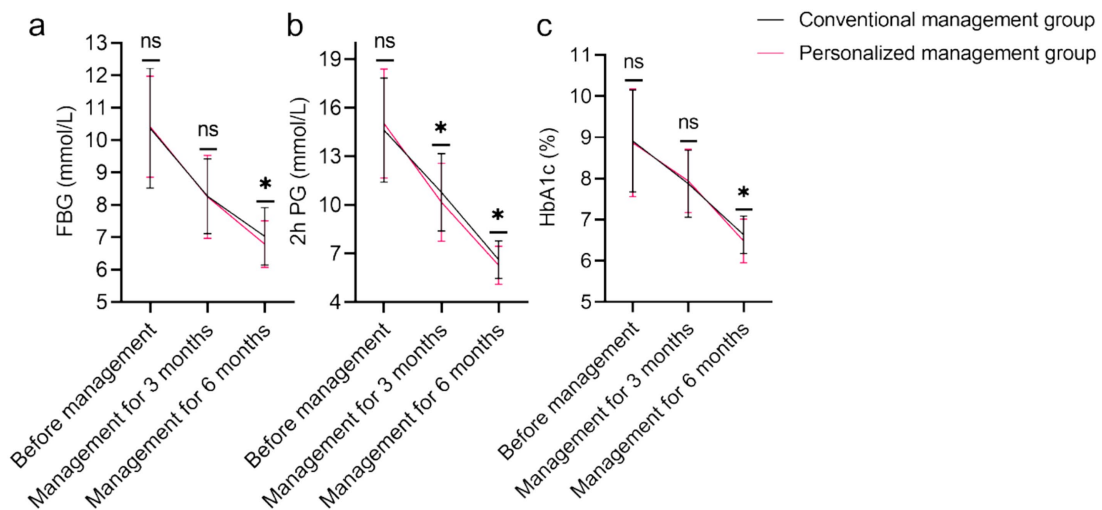 Conventional management group
Personalized management group
a
FBG (mmol/L)
13
12
11
10
9
8
7
6
5
ns
ns
*
Before management
Management for 3 months
Management for 6 months
b
2h PG (mmol/L)
19
16
13
10
7
4
ns
*
*
Before management
Management for 3 months
Management for 6 months
c
HbA1c (%)
11
10
9
8
7
6
5
ns
ns
*
Before management
Management for 3 months
Management for 6 months